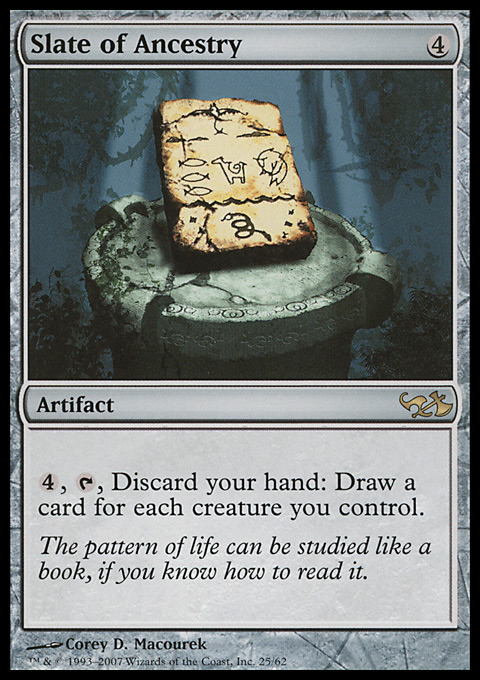 Slate of Ancestry 4
Artifact
4, , Discard your hand: Draw a
card for each creature you control.
The pattern of life can be studied like a
book, if you know how to read it.
Corey D. Macourek
™ & © 1993–2007 Wizards of the Coast, Inc. 25/62